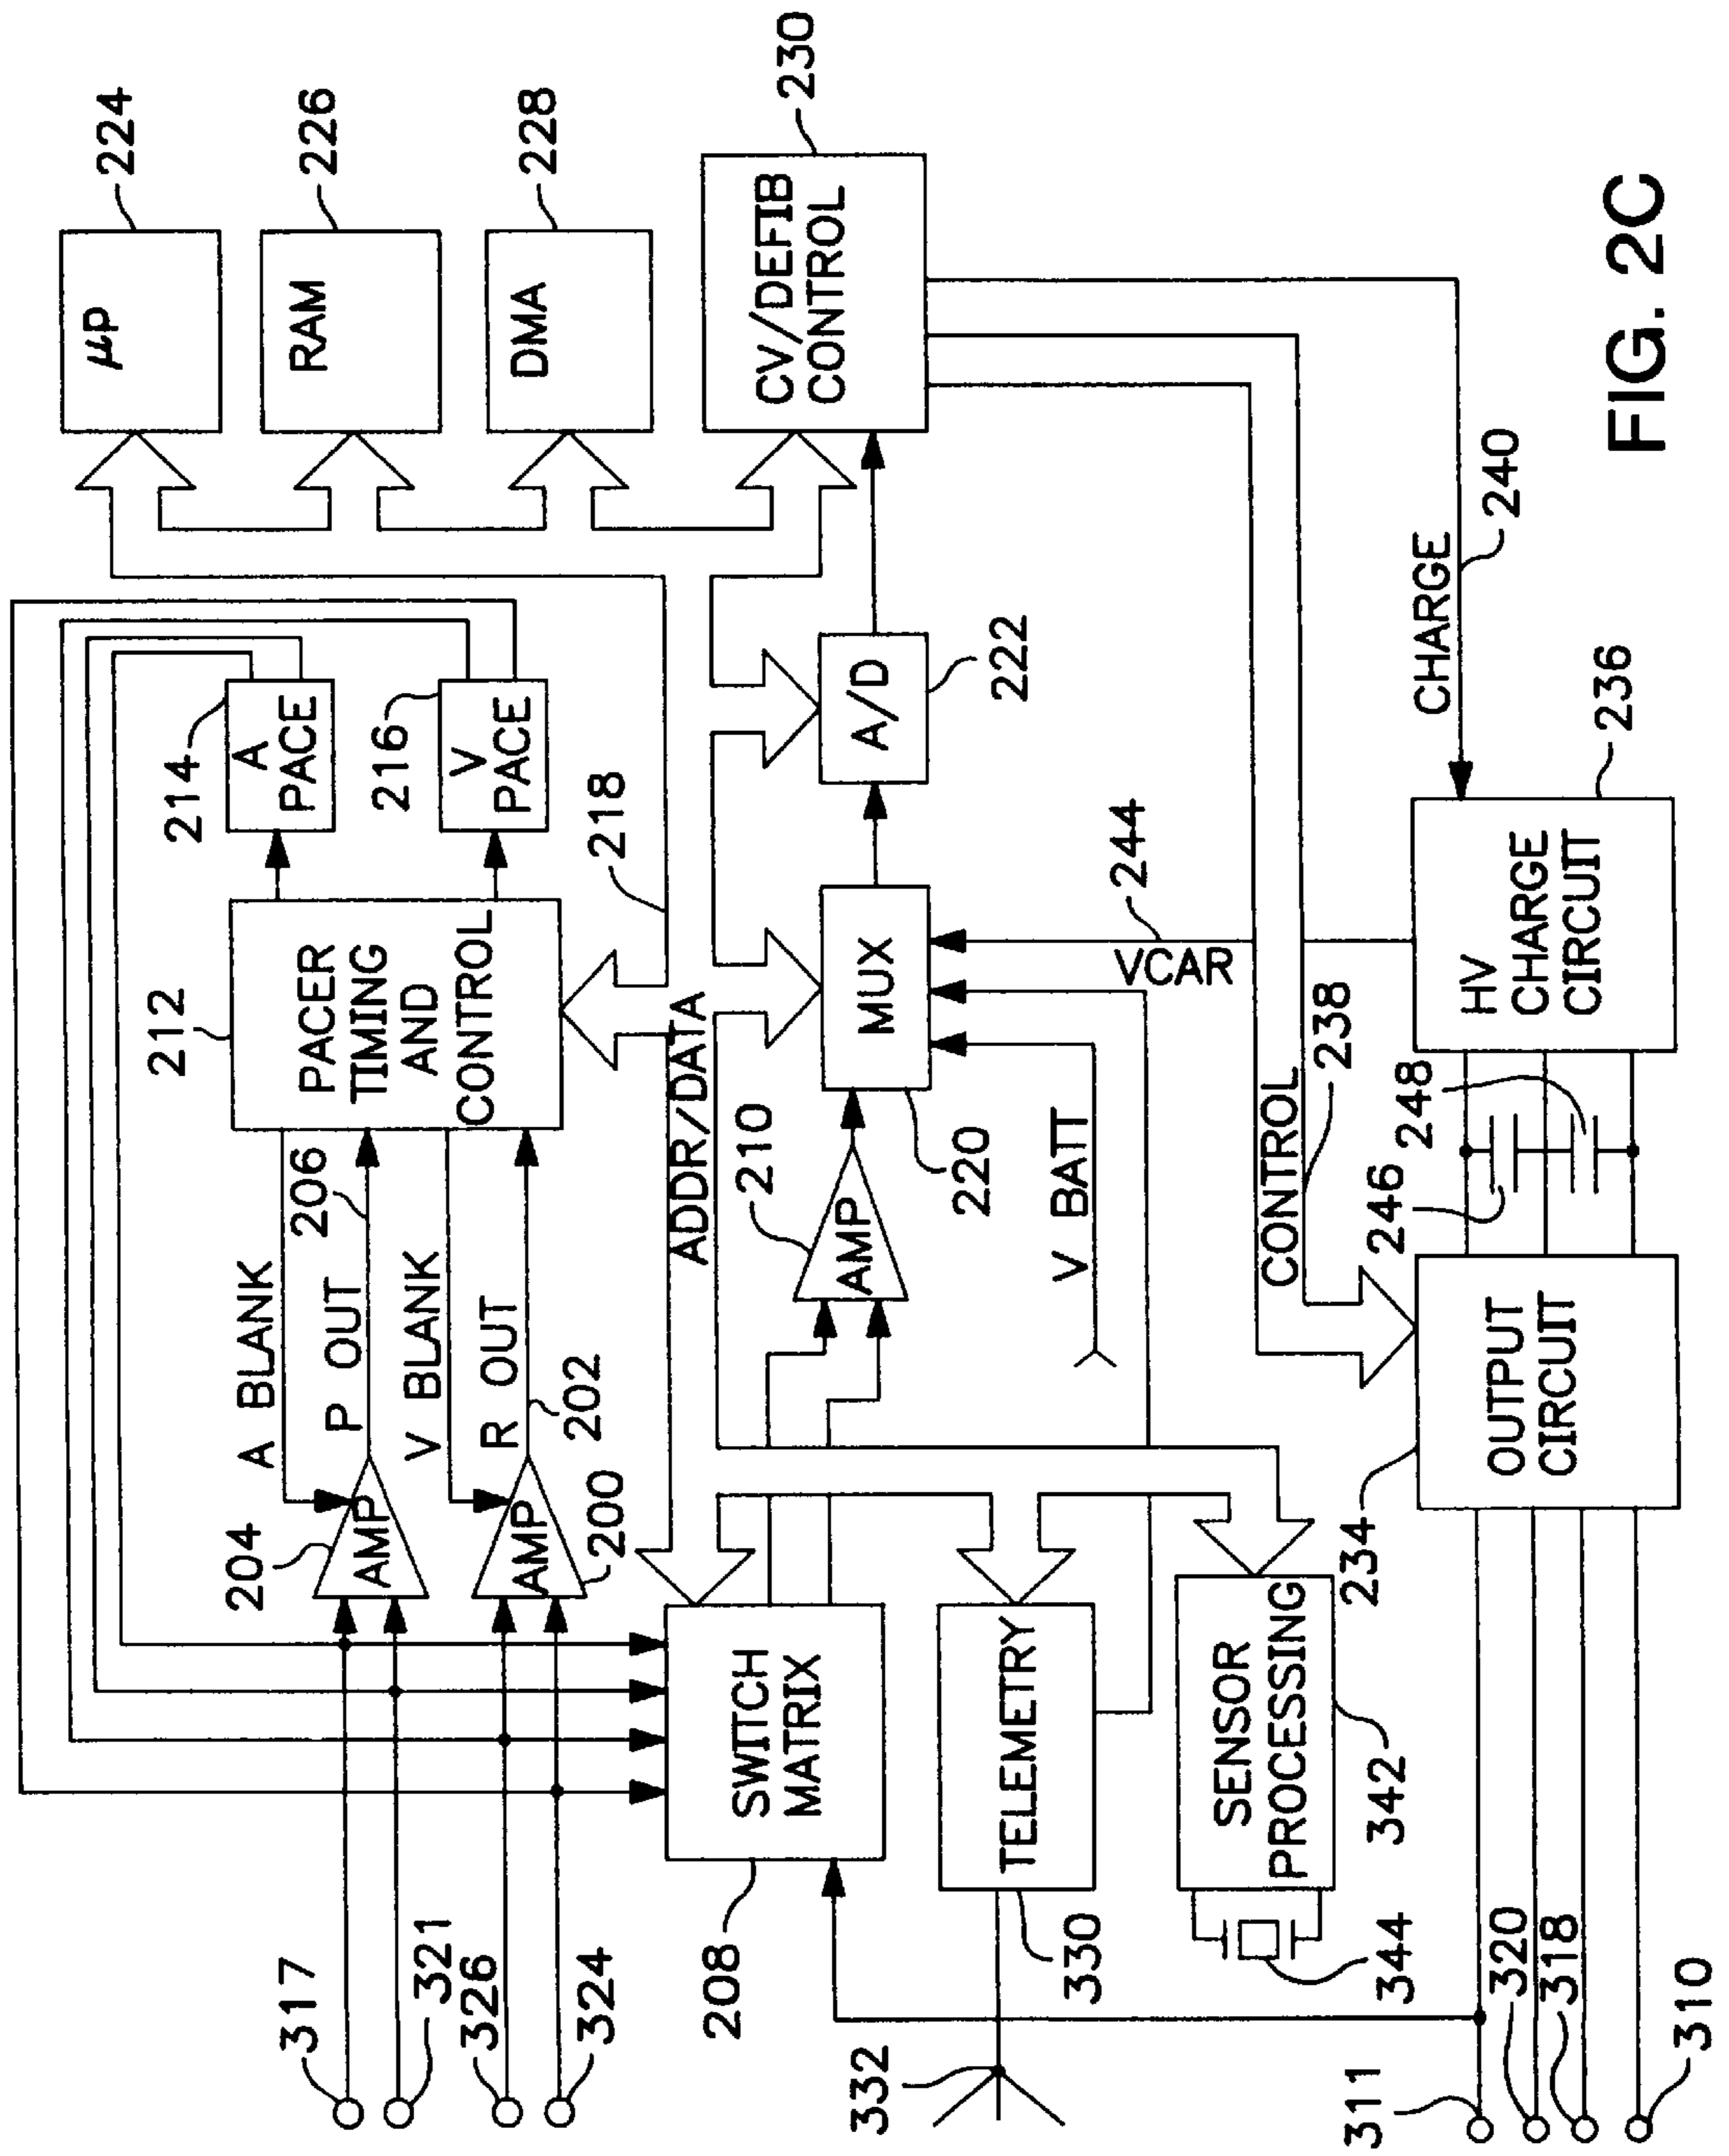 317
321
326
324
204
AMP
A BLANK
P OUT
206
V BLANK
R OUT
202
AMP
200
212
PACER
TIMING
AND
CONTROL
214
A
PACE
216
V
PACE
218
μP
224
RAM
226
DMA
228
208
SWITCH
MATRIX
ADDR/DATA
210
AMP
MUX
220
A/D
222
CV/DEFIB
CONTROL
230
332
TELEMETRY
330
V BATT
VCAR
244
344
SENSOR
PROCESSING
342
CONTROL
238
CHARGE
240
311
320
318
310
234
OUTPUT
CIRCUIT
246
248
HV
CHARGE
CIRCUIT
236
FIG. 2C